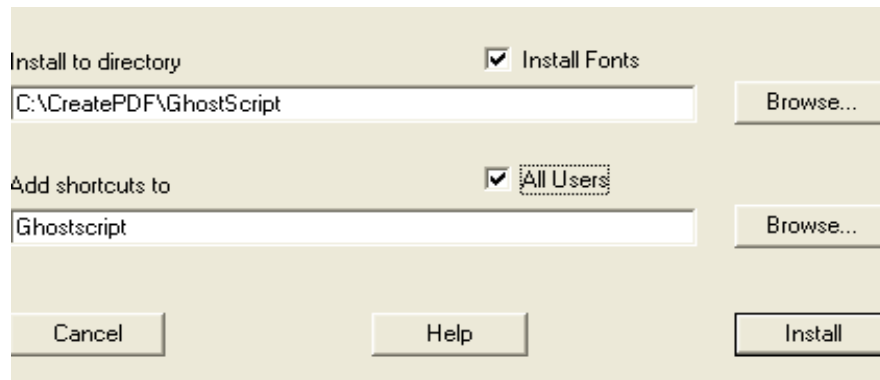 Install to directory Install Fonts
C:\CreatePDF\GhostScript Browse...
Add shortcuts to All Users
Ghostscript Browse...
Cancel Help Install